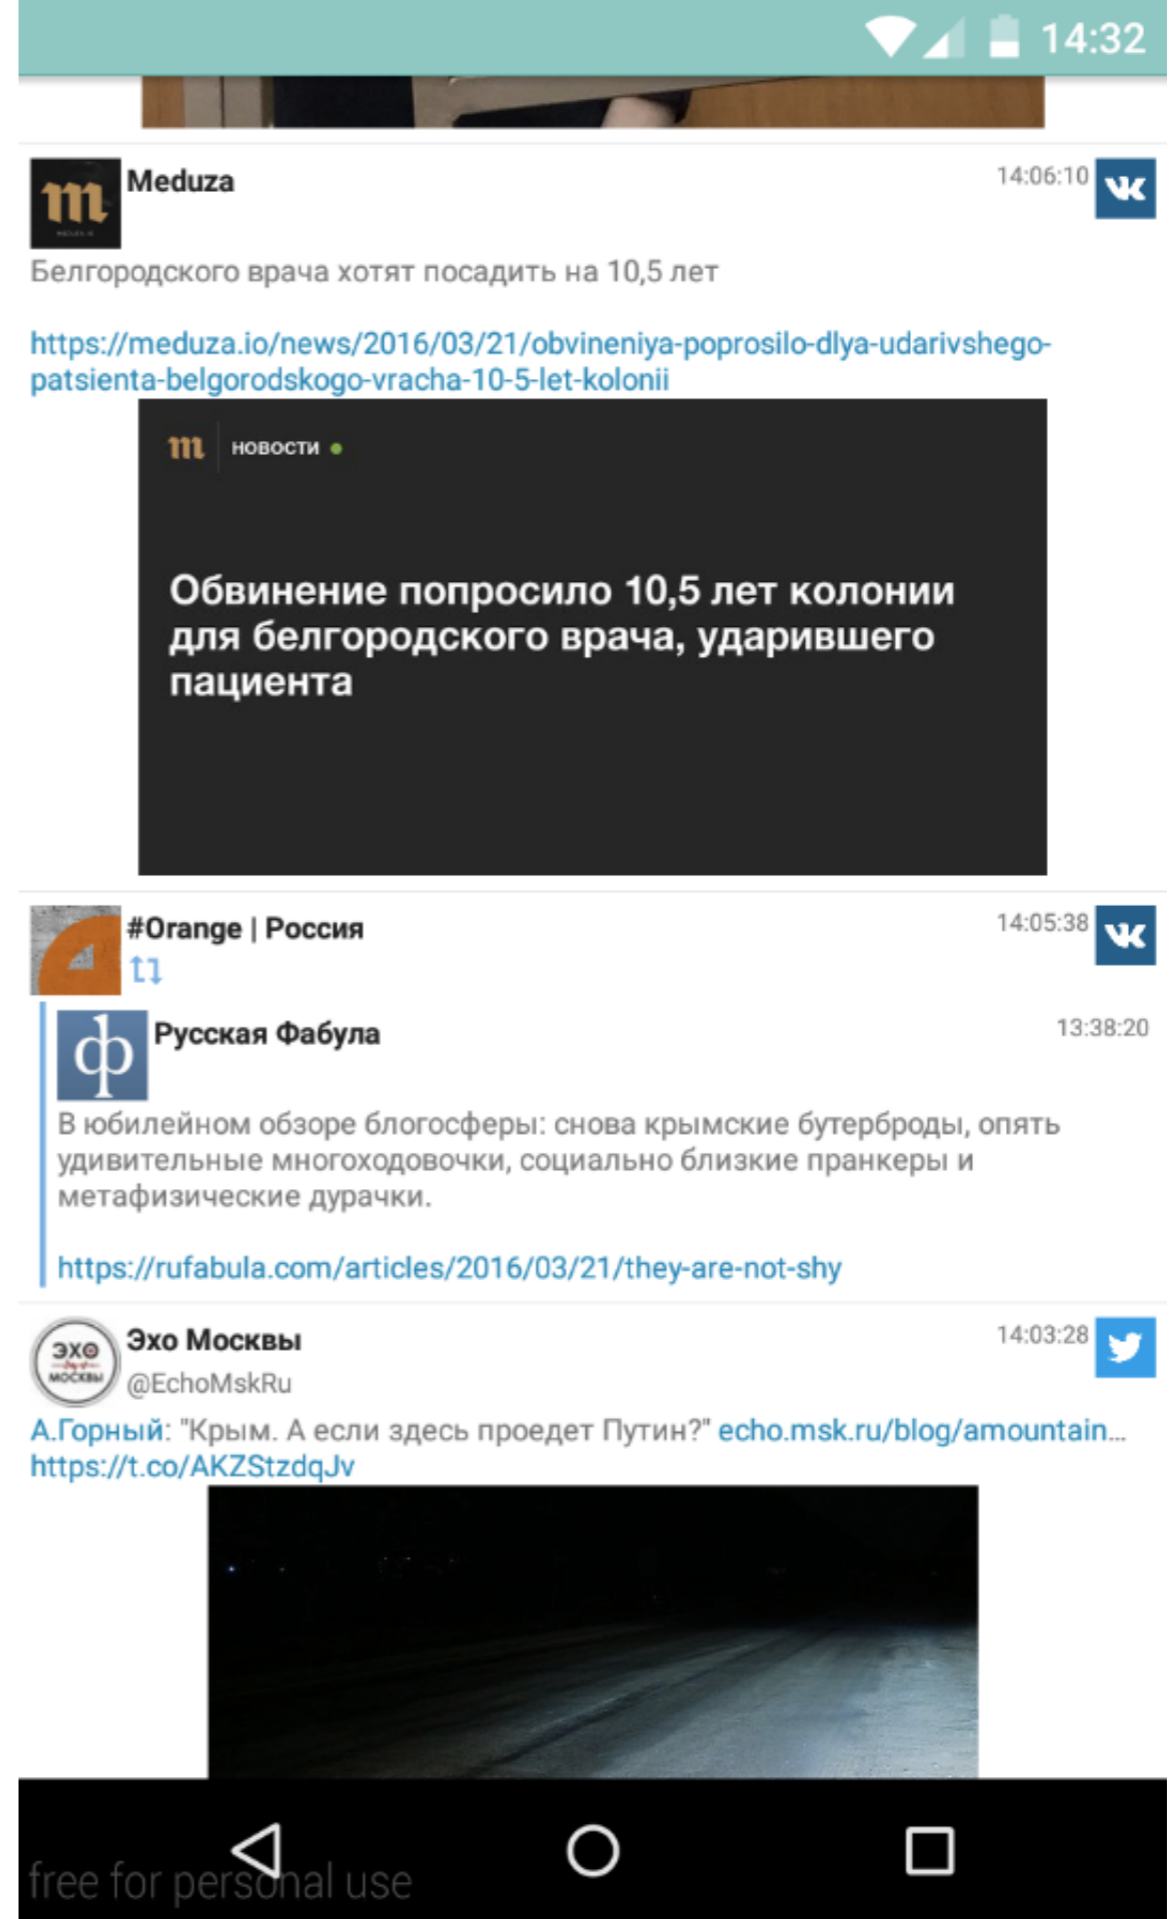 14:32
Meduza
14:06:10
Белгородского врача хотят посадить на 10,5 лет
https://meduza.io/news/2016/03/21/obvineniya-poprosilo-dlya-udarivshego-
patsienta-belgorodskogo-vracha-10-5-let-kolonii
m НОВОСТИ
Обвинение попросило 10,5 лет колонии
для белгородского врача, ударившего
пациента
#Orange | Россия
14:05:38
Русская Фабула
13:38:20
В юбилейном обзоре блогосферы: снова крымские бутерброды, опять
удивительные многоходовочки, социально близкие пранкеры и
метафизические дурачки.
https://rufabula.com/articles/2016/03/21/they-are-not-shy
ЭХО
МОСКВЫ
Эхо Москвы
14:03:28
@EchoMskRu
А.Горный: "Крым. А если здесь проедет Путин?" echo.msk.ru/blog/amountain…
https://t.co/AKZStzdqJv
free for personal use